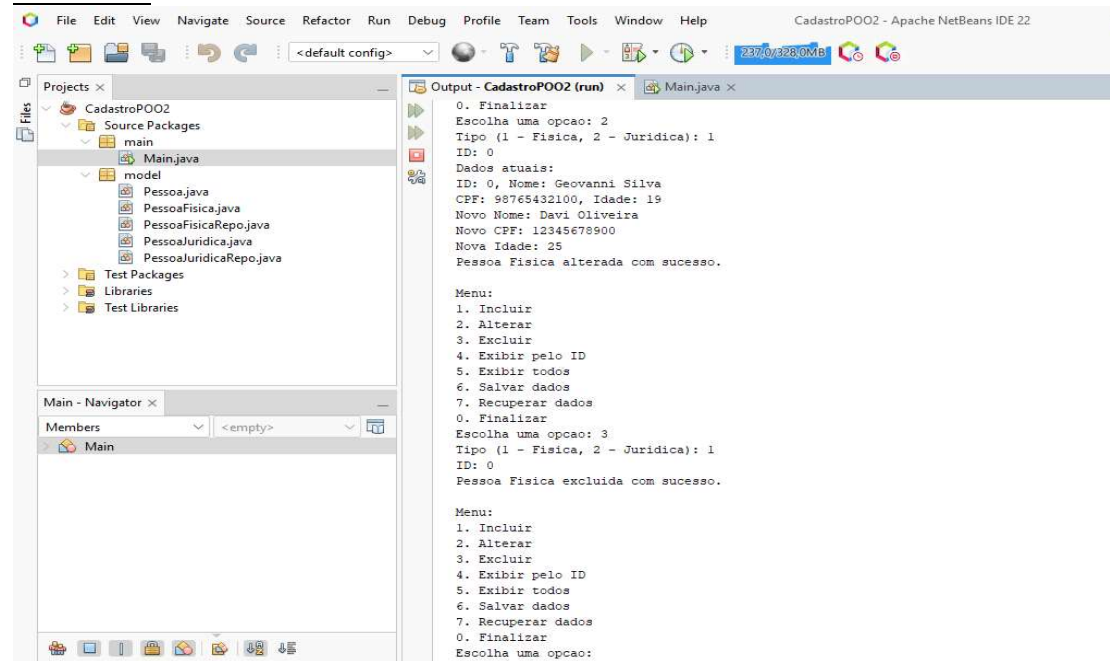 File Edit View Navigate Source Refactor Run Debug Profile Team Tools Window Help CadastroPOO2 - Apache NetBeans IDE 22
<default config>
237,0/328,0MB
Files
Projects
CadastroPOO2
Source Packages
main
Main.java
model
Pessoa.java
PessoaFisica.java
PessoaFisicaRepo.java
PessoaJuridica.java
PessoaJuridicaRepo.java
Test Packages
Libraries
Test Libraries
Main - Navigator
Members <empty>
Main
Output - CadastroPOO2 (run) Main.java
0. Finalizar
Escolha uma opcao: 2
Tipo (1 - Fisica, 2 - Juridica): 1
ID: 0
Dados atuais:
ID: 0, Nome: Geovanni Silva
CPF: 98765432100, Idade: 19
Novo Nome: Davi Oliveira
Novo CPF: 12345678900
Nova Idade: 25
Pessoa Fisica alterada com sucesso.
Menu:
1. Incluir
2. Alterar
3. Excluir
4. Exibir pelo ID
5. Exibir todos
6. Salvar dados
7. Recuperar dados
0. Finalizar
Escolha uma opcao: 3
Tipo (1 - Fisica, 2 - Juridica): 1
ID: 0
Pessoa Fisica excluida com sucesso.
Menu:
1. Incluir
2. Alterar
3. Excluir
4. Exibir pelo ID
5. Exibir todos
6. Salvar dados
7. Recuperar dados
0. Finalizar
Escolha uma opcao: